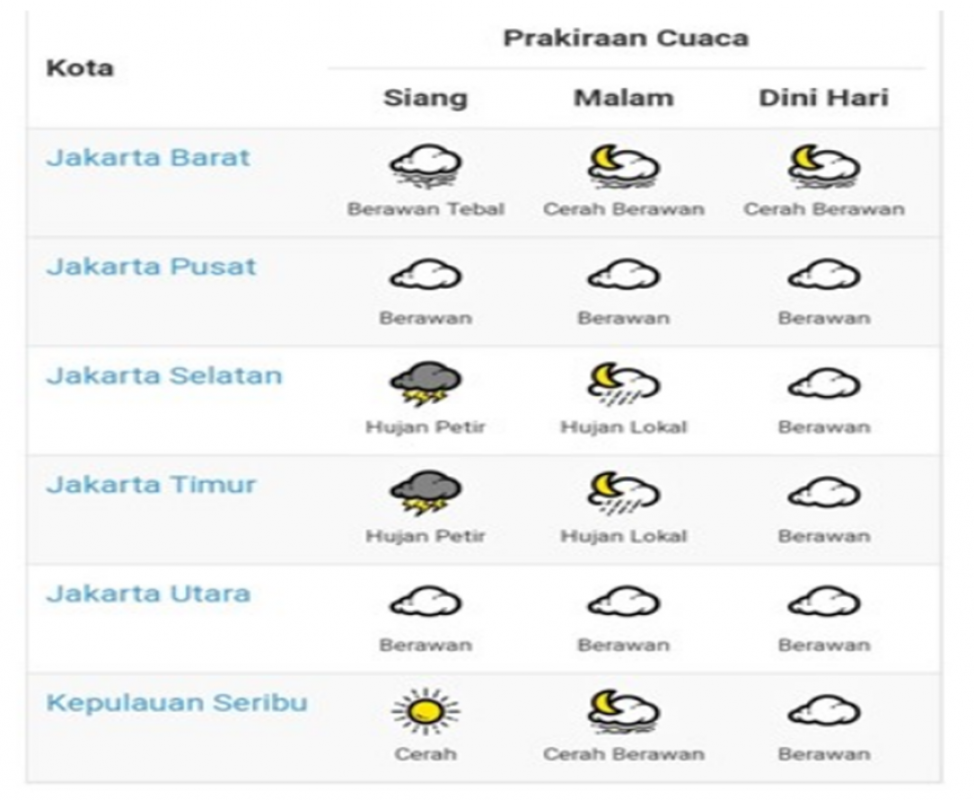 Prakiraan Cuaca
Kota
Siang Malam Dini Hari
Jakarta Barat
Berawan Tebal Cerah Berawan Cerah Berawan
Jakarta Pusat
Berawan Berawan Berawan
Jakarta Selatan
Hujan Petir Hujan Lokal Berawan
Jakarta Timur
Hujan Petir Hujan Lokal Berawan
Jakarta Utara
Berawan Berawan Berawan
Kepulauan Seribu
Cerah Cerah Berawan Berawan